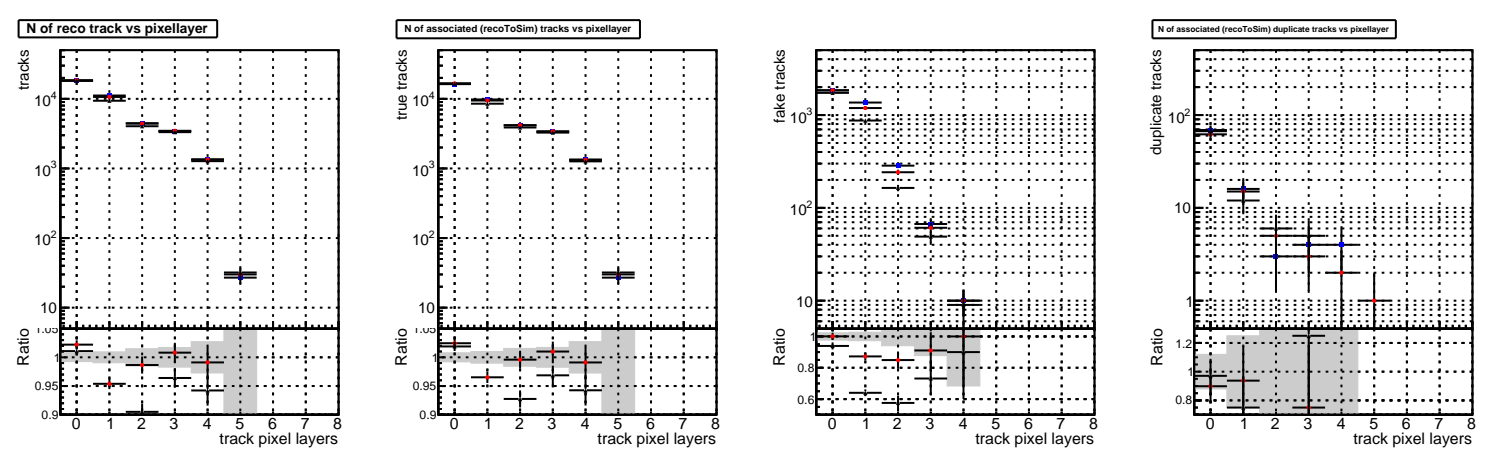 N of reco track vs pixellayer
tracks
10⁴
10³
10²
10
Ratio
1.05
1
0.95
0.9
0 1 2 3 4 5 6 7 8
track pixel layers
N of associated (recoToSim) tracks vs pixellayer
true tracks
10⁴
10³
10²
10
Ratio
1.05
1
0.95
0.9
0 1 2 3 4 5 6 7 8
track pixel layers
fake tracks
10³
10²
10
Ratio
1
0.8
0.6
0 1 2 3 4 5 6 7 8
track pixel layers
N of associated (recoToSim) duplicate tracks vs pixellayer
duplicate tracks
10²
10
1
Ratio
1.2
1
0.8
0 1 2 3 4 5 6 7 8
track pixel layers